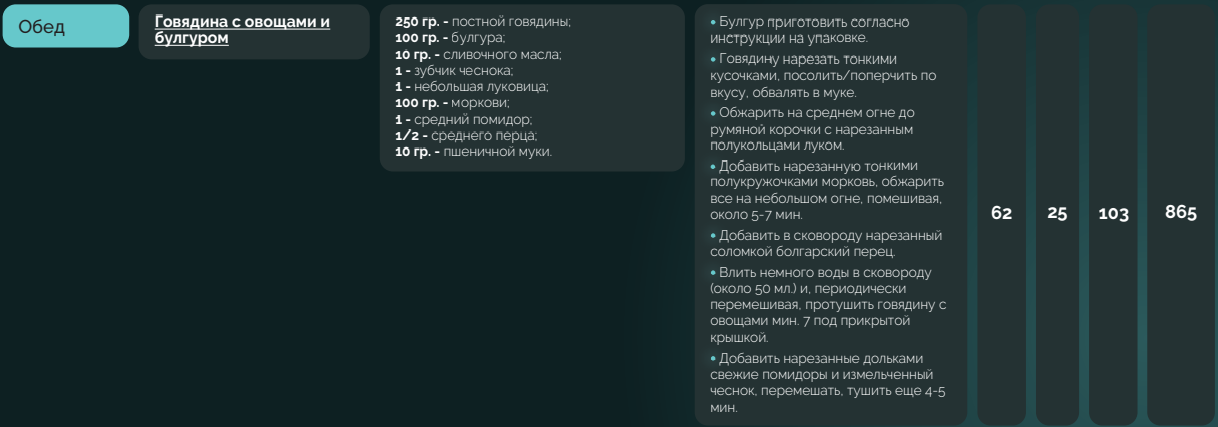 Обед
Говядина с овощами и
булгуром
250 гр. - постной говядины;
100 гр. - булгура;
10 гр. - сливочного масла;
1 - зубчик чеснока;
1 - небольшая луковица;
100 гр. - моркови;
1 - средний помидор;
1/2 - среднего перца;
10 гр. - пшеничной муки.
• Булгур приготовить согласно
инструкции на упаковке.
• Говядину нарезать тонкими
кусочками, посолить/поперчить по
вкусу, обвалять в муке.
• Обжарить на среднем огне до
румяной корочки с нарезанным
полукольцами луком.
• Добавить нарезанную тонкими
полукружочками морковь, обжарить
все на небольшом огне, помешивая,
около 5-7 мин.
• Добавить в сковороду нарезанный
соломкой болгарский перец.
• Влить немного воды в сковороду
(около 50 мл.) и, периодически
перемешивая, протушить говядину с
овощами мин. 7 под прикрытой
крышкой.
• Добавить нарезанные дольками
свежие помидоры и измельченный
чеснок, перемешать, тушить еще 4-5
мин.
62
25
103
865